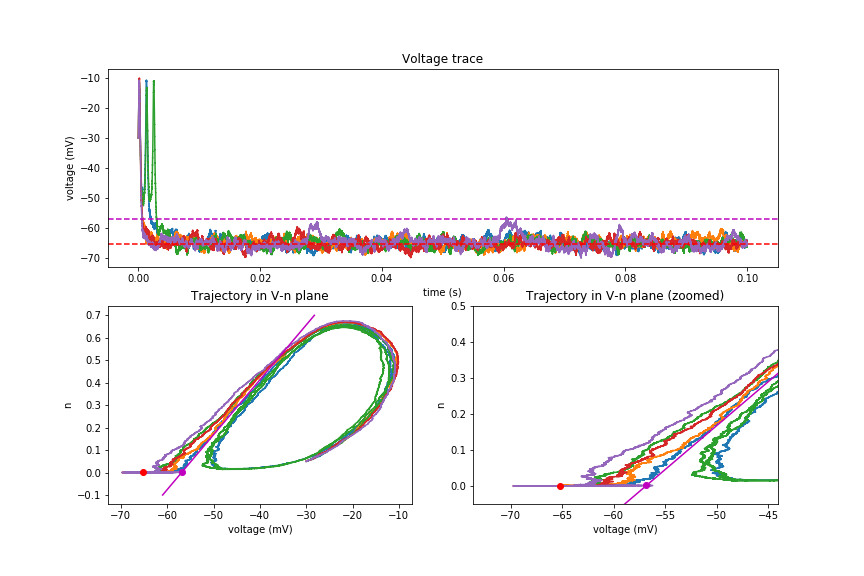 Voltage trace
−10
−20
−30
−40
−50
−60
−70
voltage (mV)
0.00 0.02 0.04 0.06 0.08 0.10
time (s)
Trajectory in V-n plane
0.7
0.6
0.5
0.4
0.3
0.2
0.1
0.0
−0.1
n
−70 −60 −50 −40 −30 −20 −10
voltage (mV)
Trajectory in V-n plane (zoomed)
0.5
0.4
0.3
0.2
0.1
0.0
n
−70 −65 −60 −55 −50 −45
voltage (mV)